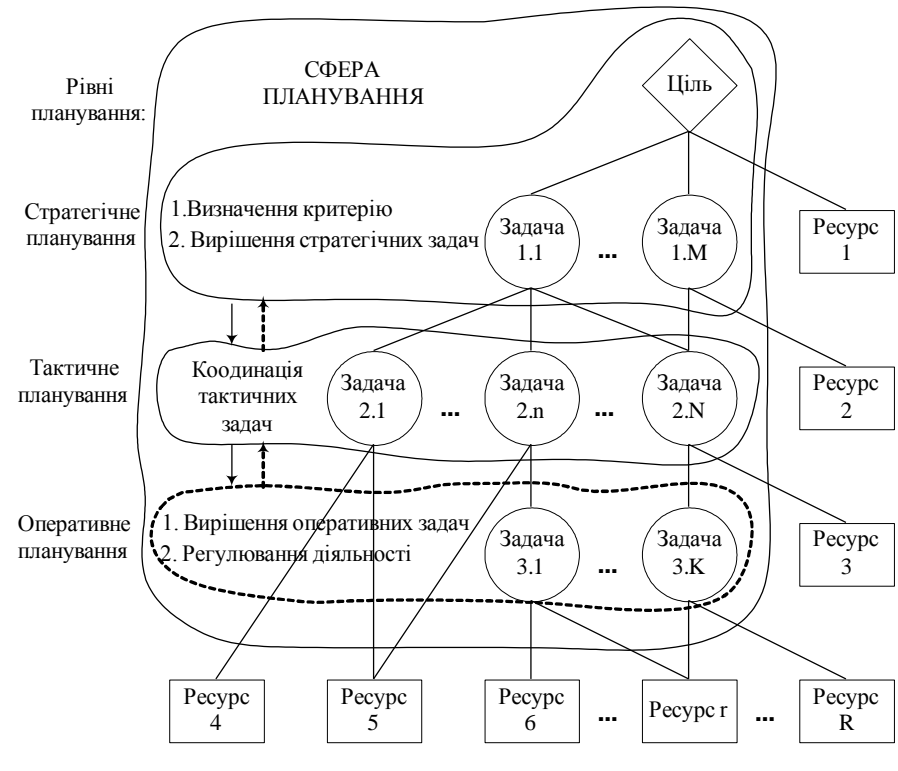 СФЕРА
ПЛАНУВАННЯ
Ціль
Рівні
планування:
Стратегічне
планування
1.Визначення критерію
2. Вирішення стратегічних задач
Задача
1.1
...
Задача
1.M
Ресурс
1
Тактичне
планування
Коодинація
тактичних
задач
Задача
2.1
...
Задача
2.n
...
Задача
2.N
Ресурс
2
Оперативне
планування
1. Вирішення оперативних задач
2. Регулювання діяльності
Задача
3.1
...
Задача
3.K
Ресурс
3
Ресурс
4
Ресурс
5
Ресурс
6
...
Ресурс r
...
Ресурс
R